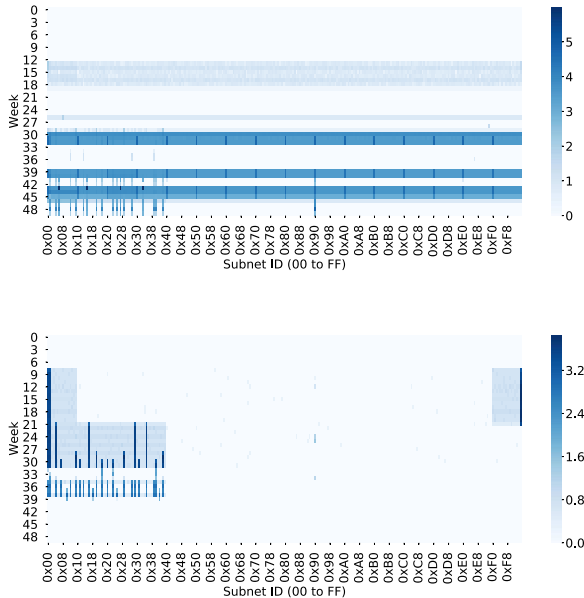 0
3
6
9
12
15
18
21
24
27
30
33
36
39
42
45
48
Week
0x00
0x08
0x10
0x18
0x20
0x28
0x30
0x38
0x40
0x48
0x50
0x58
0x60
0x68
0x70
0x78
0x80
0x88
0x90
0x98
0xA0
0xA8
0xB0
0xB8
0xC0
0xC8
0xD0
0xD8
0xE0
0xE8
0xF0
0xF8
Subnet ID (00 to FF)
5
4
3
2
1
0
0
3
6
9
12
15
18
21
24
27
30
33
36
39
42
45
48
Week
0x00
0x08
0x10
0x18
0x20
0x28
0x30
0x38
0x40
0x48
0x50
0x58
0x60
0x68
0x70
0x78
0x80
0x88
0x90
0x98
0xA0
0xA8
0xB0
0xB8
0xC0
0xC8
0xD0
0xD8
0xE0
0xE8
0xF0
0xF8
Subnet ID (00 to FF)
3.2
2.4
1.6
0.8
0.0